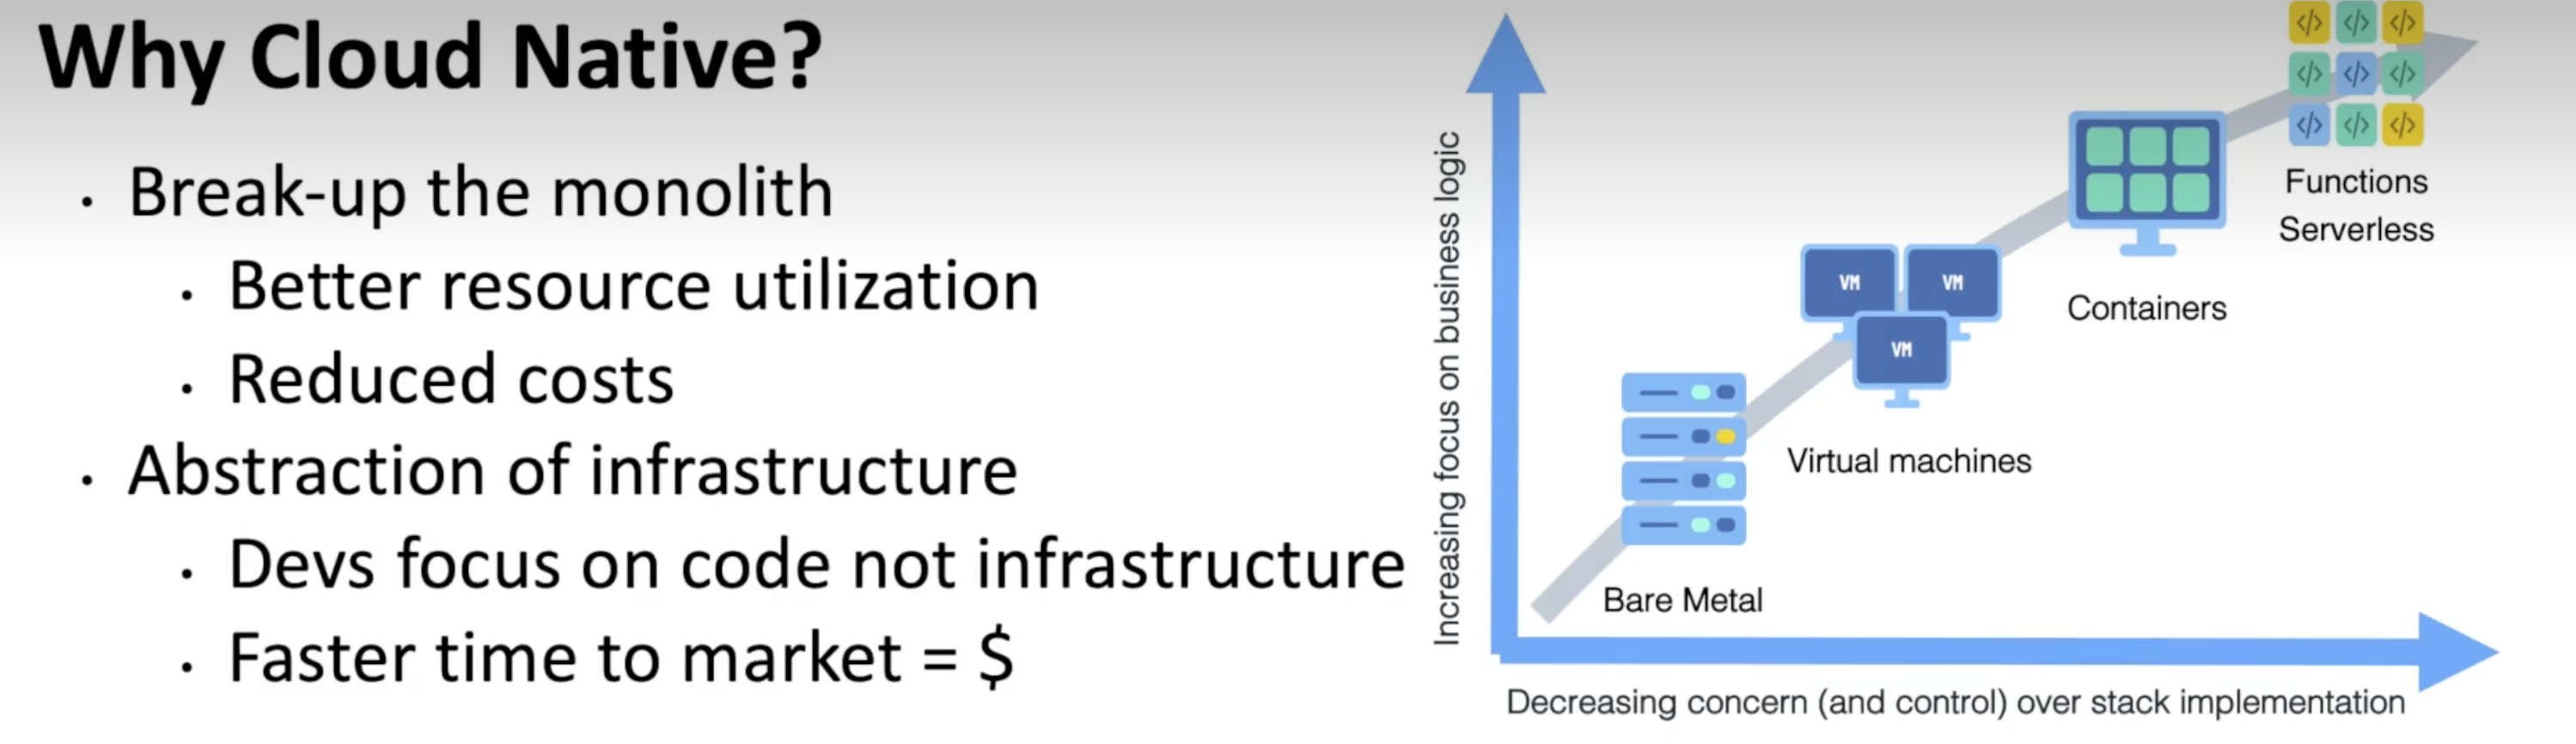 Why Cloud Native?
· Break-up the monolith
· Better resource utilization
· Reduced costs
· Abstraction of infrastructure
· Devs focus on code not infrastructure
· Faster time to market = $
Increasing focus on business logic
</>
</>
</>
</>
</>
</>
</>
</>
</>
Functions
Serverless
Containers
VM
VM
VM
Virtual machines
Bare Metal
Decreasing concern (and control) over stack implementation